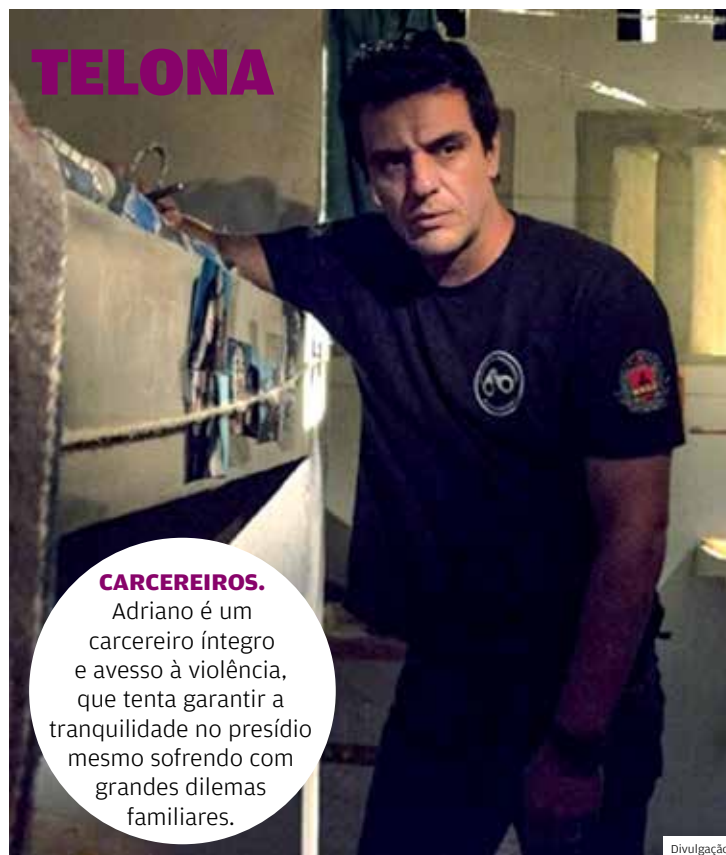 TELONA
CARCEREIROS.
Adriano é um
carcereiro íntegro
e avesso à violência,
que tenta garantir a
tranquilidade no presídio
mesmo sofrendo com
grandes dilemas
familiares.
Divulgação